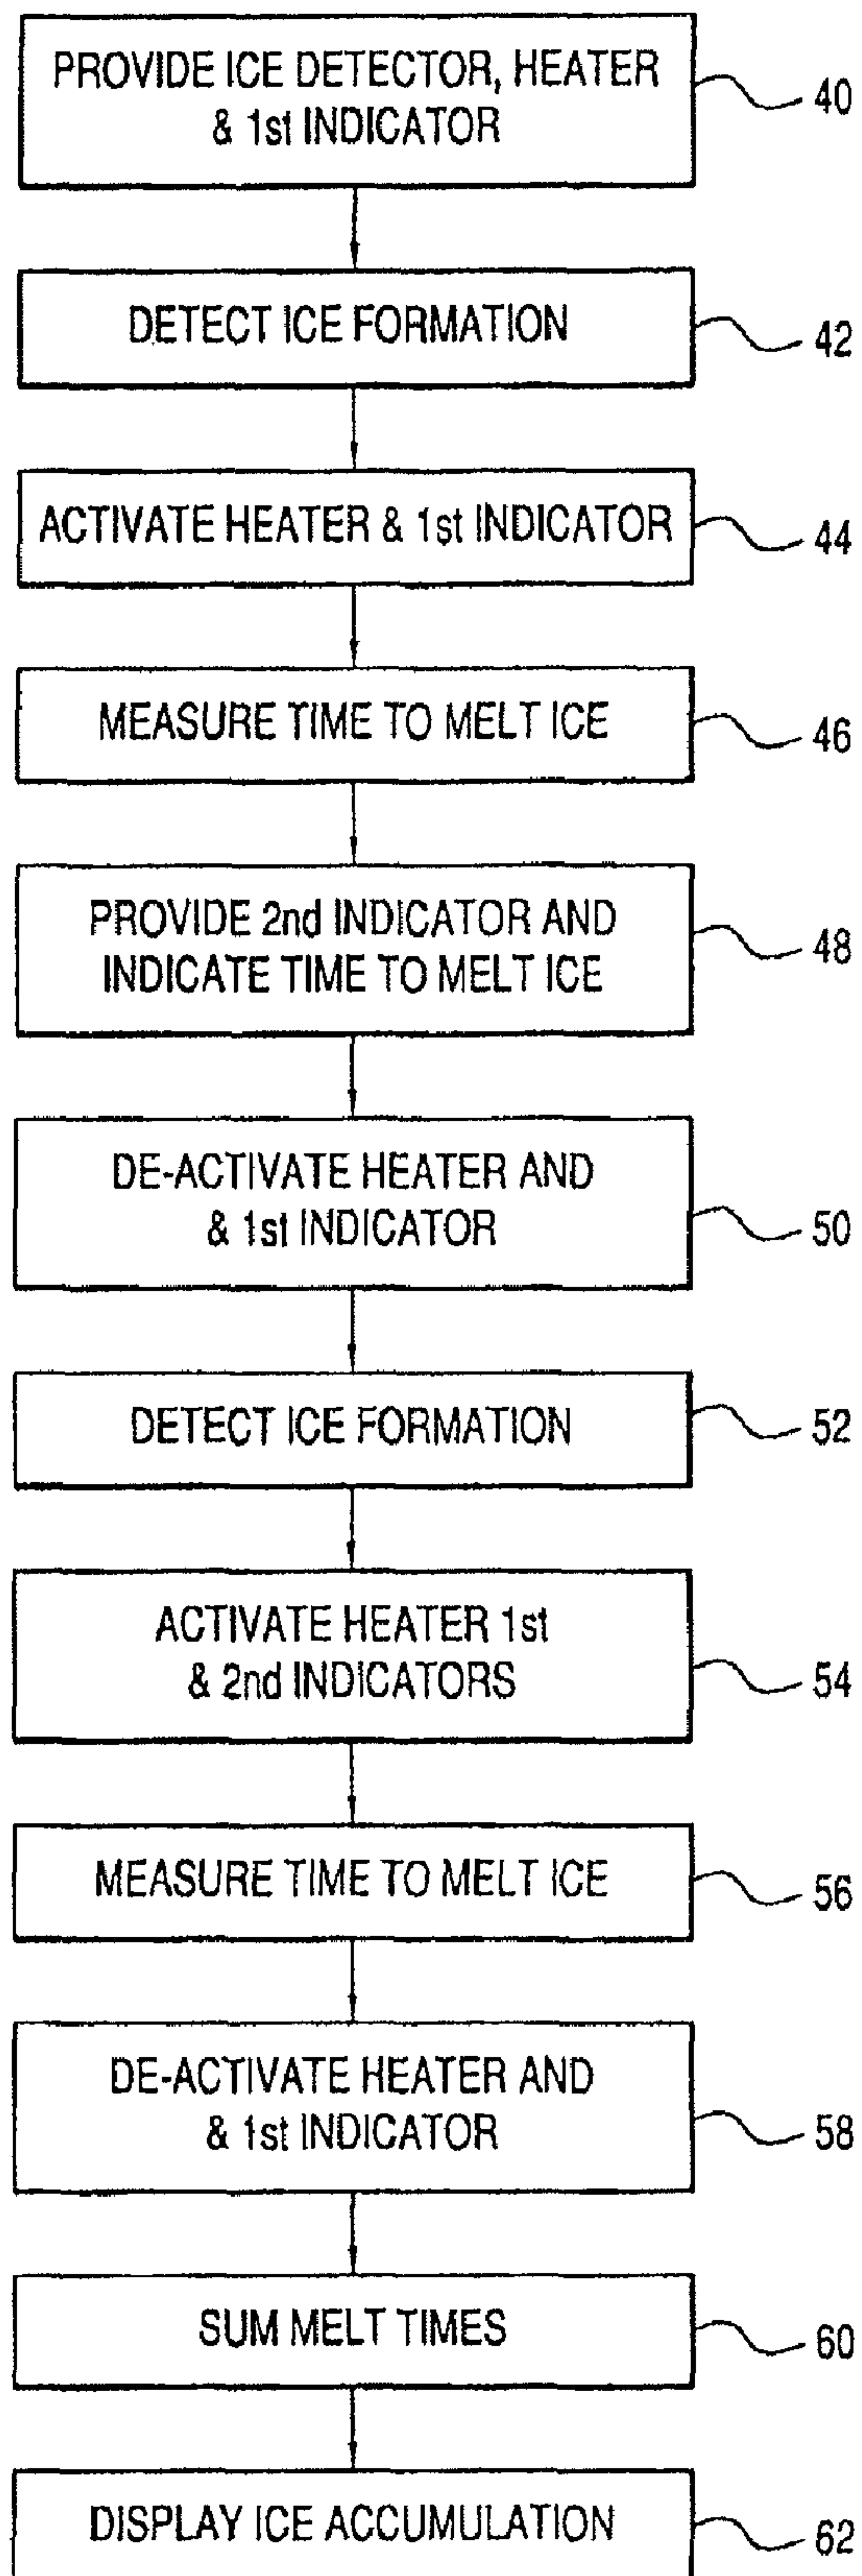 PROVIDE ICE DETECTOR, HEATER
& 1st INDICATOR
40
DETECT ICE FORMATION
42
ACTIVATE HEATER & 1st INDICATOR
44
MEASURE TIME TO MELT ICE
46
PROVIDE 2nd INDICATOR AND
INDICATE TIME TO MELT ICE
48
DE-ACTIVATE HEATER AND
& 1st INDICATOR
50
DETECT ICE FORMATION
52
ACTIVATE HEATER 1st
& 2nd INDICATORS
54
MEASURE TIME TO MELT ICE
56
DE-ACTIVATE HEATER AND
& 1st INDICATOR
58
SUM MELT TIMES
60
DISPLAY ICE ACCUMULATION
62